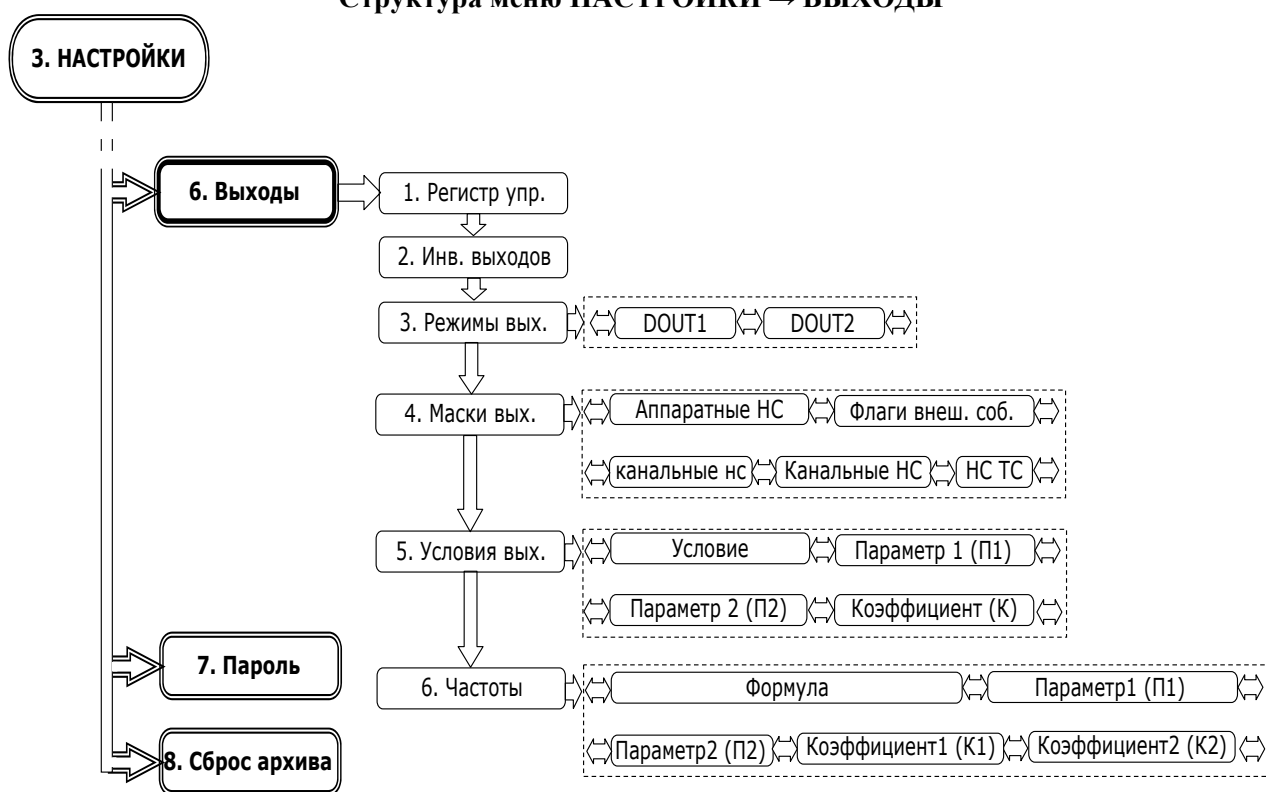 Структура меню НАСТРОЙКИ → ВЫХОДЫ
3. НАСТРОЙКИ
6. Выходы
1. Регистр упр.
2. Инв. выходов
3. Режимы вых.
DOUT1
DOUT2
4. Маски вых.
Аппаратные НС
Флаги внеш. соб.
канальные нс
Канальные НС
НС ТС
5. Условия вых.
Условие
Параметр 1 (П1)
Параметр 2 (П2)
Коэффициент (К)
7. Пароль
6. Частоты
Формула
Параметр1 (П1)
Параметр2 (П2)
Коэффициент1 (К1)
Коэффициент2 (К2)
8. Сброс архива